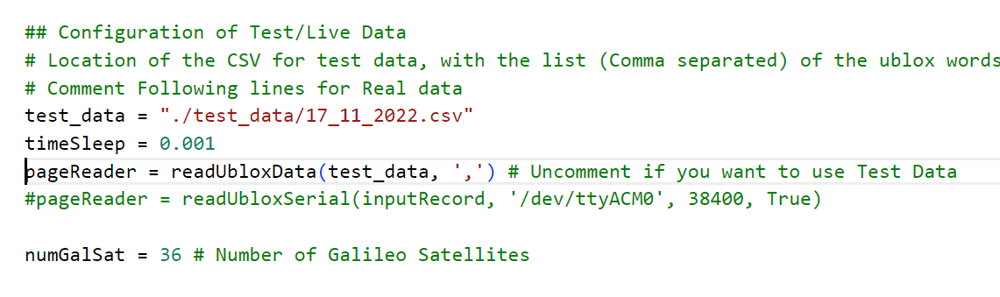 ## Configuration of Test/Live Data
# Location of the CSV for test data, with the list (Comma separated) of the ublox words
# Comment Following lines for Real data
test_data = "./test_data/17_11_2022.csv"
timeSleep = 0.001
pageReader = readUbloxData(test_data, ',') # Uncomment if you want to use Test Data
#pageReader = readUbloxSerial(inputRecord, '/dev/ttyACM0', 38400, True)
numGalSat = 36 # Number of Galileo Satellites